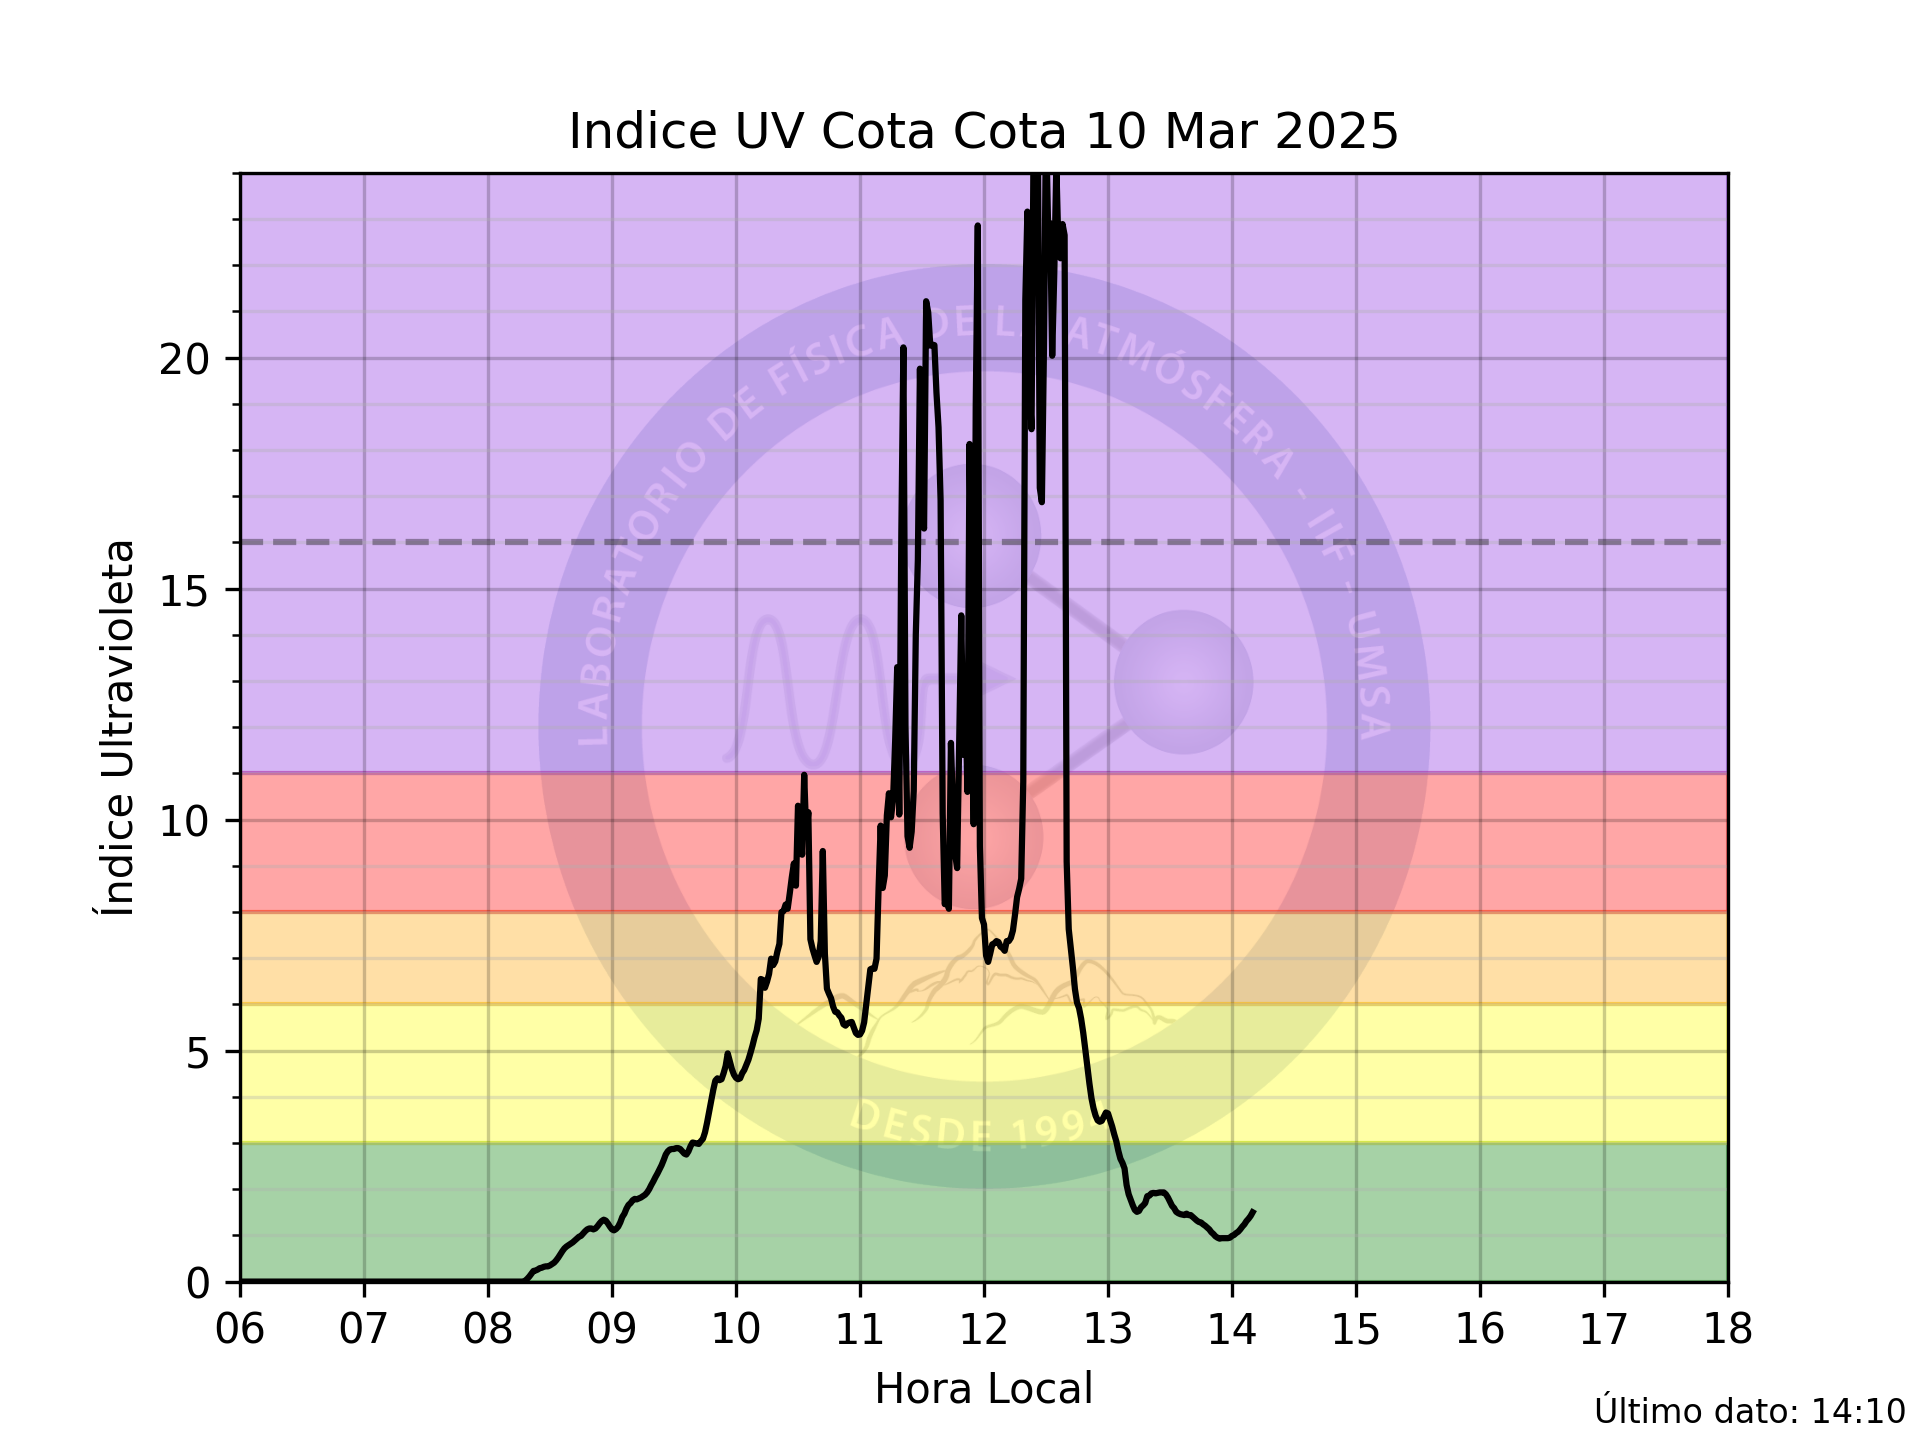 Indice UV Cota Cota 10 Mar 2025
20
15
10
5
0
Índice Ultravioleta
LABORATORIO DE FÍSICA DE LA ATMÓSFERA - IIF - UMSA
DESDE 199
06 07 08 09 10 11 12 13 14 15 16 17 18
Hora Local
Último dato: 14:10